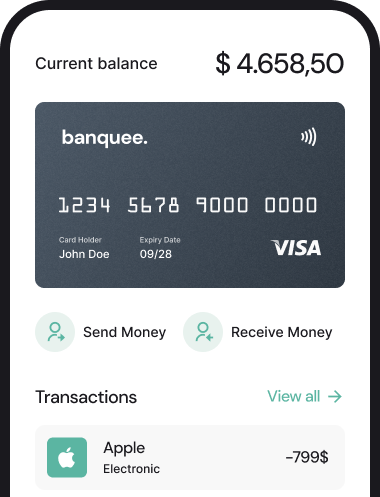 Current balance
$ 4.658,50
banquee.
1234 5678 9000 0000
Card Holder
Expiry Date
John Doe
09/28
VISA
Send Money
Receive Money
Transactions
View all
Apple
Electronic
-799$